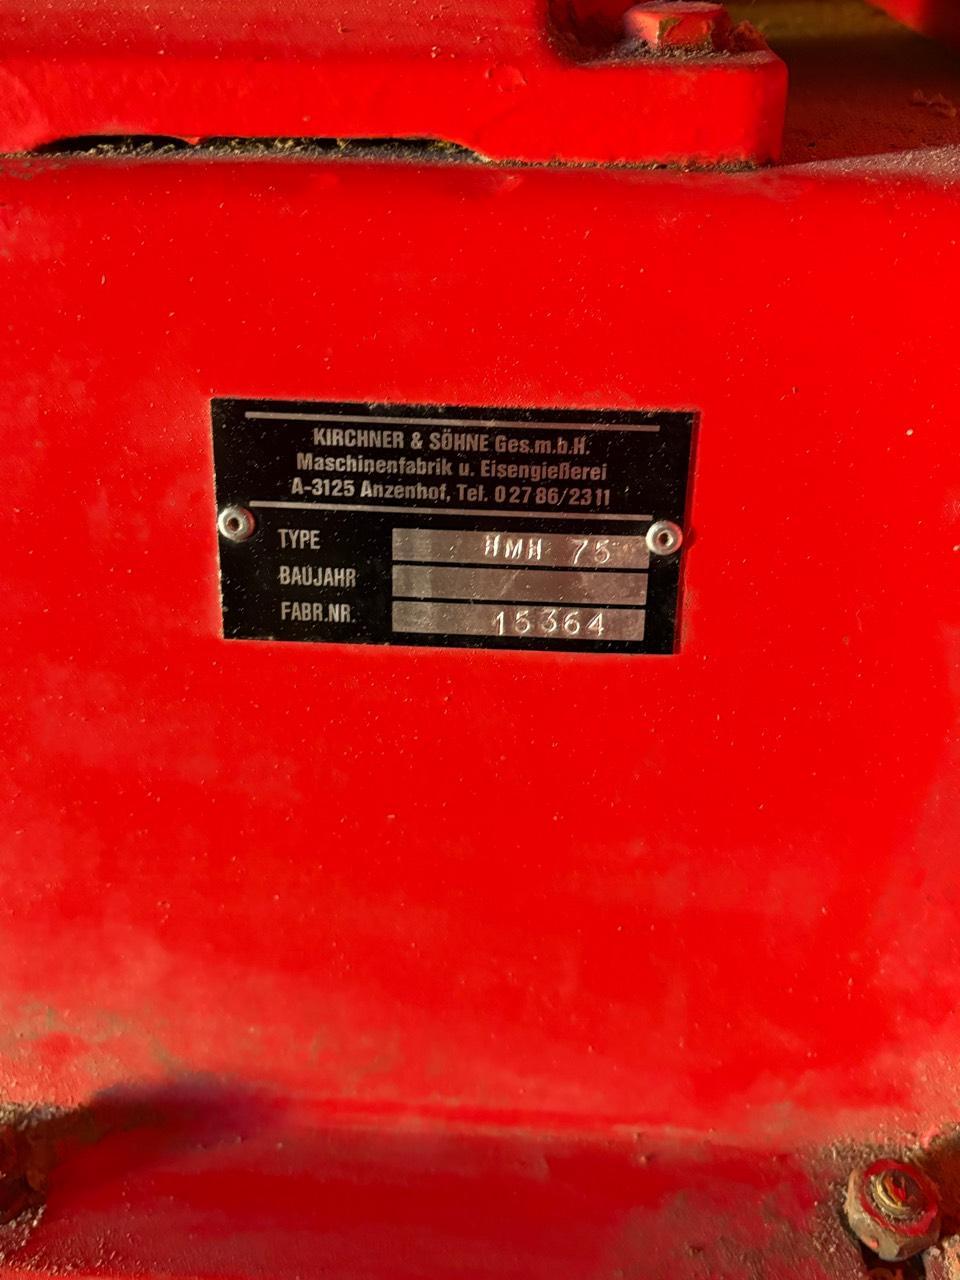 KIRCHNER & SÖHNE Ges.m.b.H.
Maschinenfabrik u. Eisengießerei
A-3125 Anzenhof, Tel. 0 27 86/23 11
TYPE HMH 75
BAUJAHR
FABR.NR. 15364